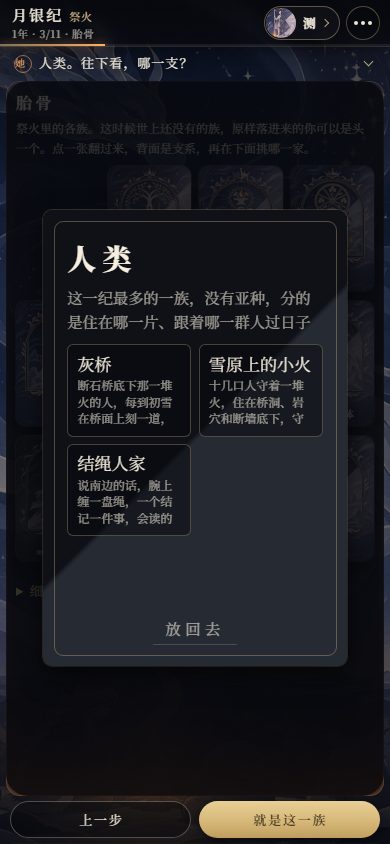 月银纪 祭火
1年 · 3/11 · 胎骨
测
她 人类。往下看，哪一支？
胎骨
祭火里的各族。这时候世上还没有的族，原样落进来的你可以是头
一个。点一张翻过来，背面是支系，再在下面挑哪一家。
人类
这一纪最多的一族，没有亚种，分的
是住在哪一片、跟着哪一群人过日子
灰桥
断石桥底下那一堆
火的人，每到初雪
在桥面上刻一道，
雪原上的小火
十几口人守着一堆
火，住在桥洞、岩
穴和断墙底下，守
结绳人家
说南边的话，腕上
缠一盘绳，一个结
记一件事，会读的
放回去
上一步
就是这一族